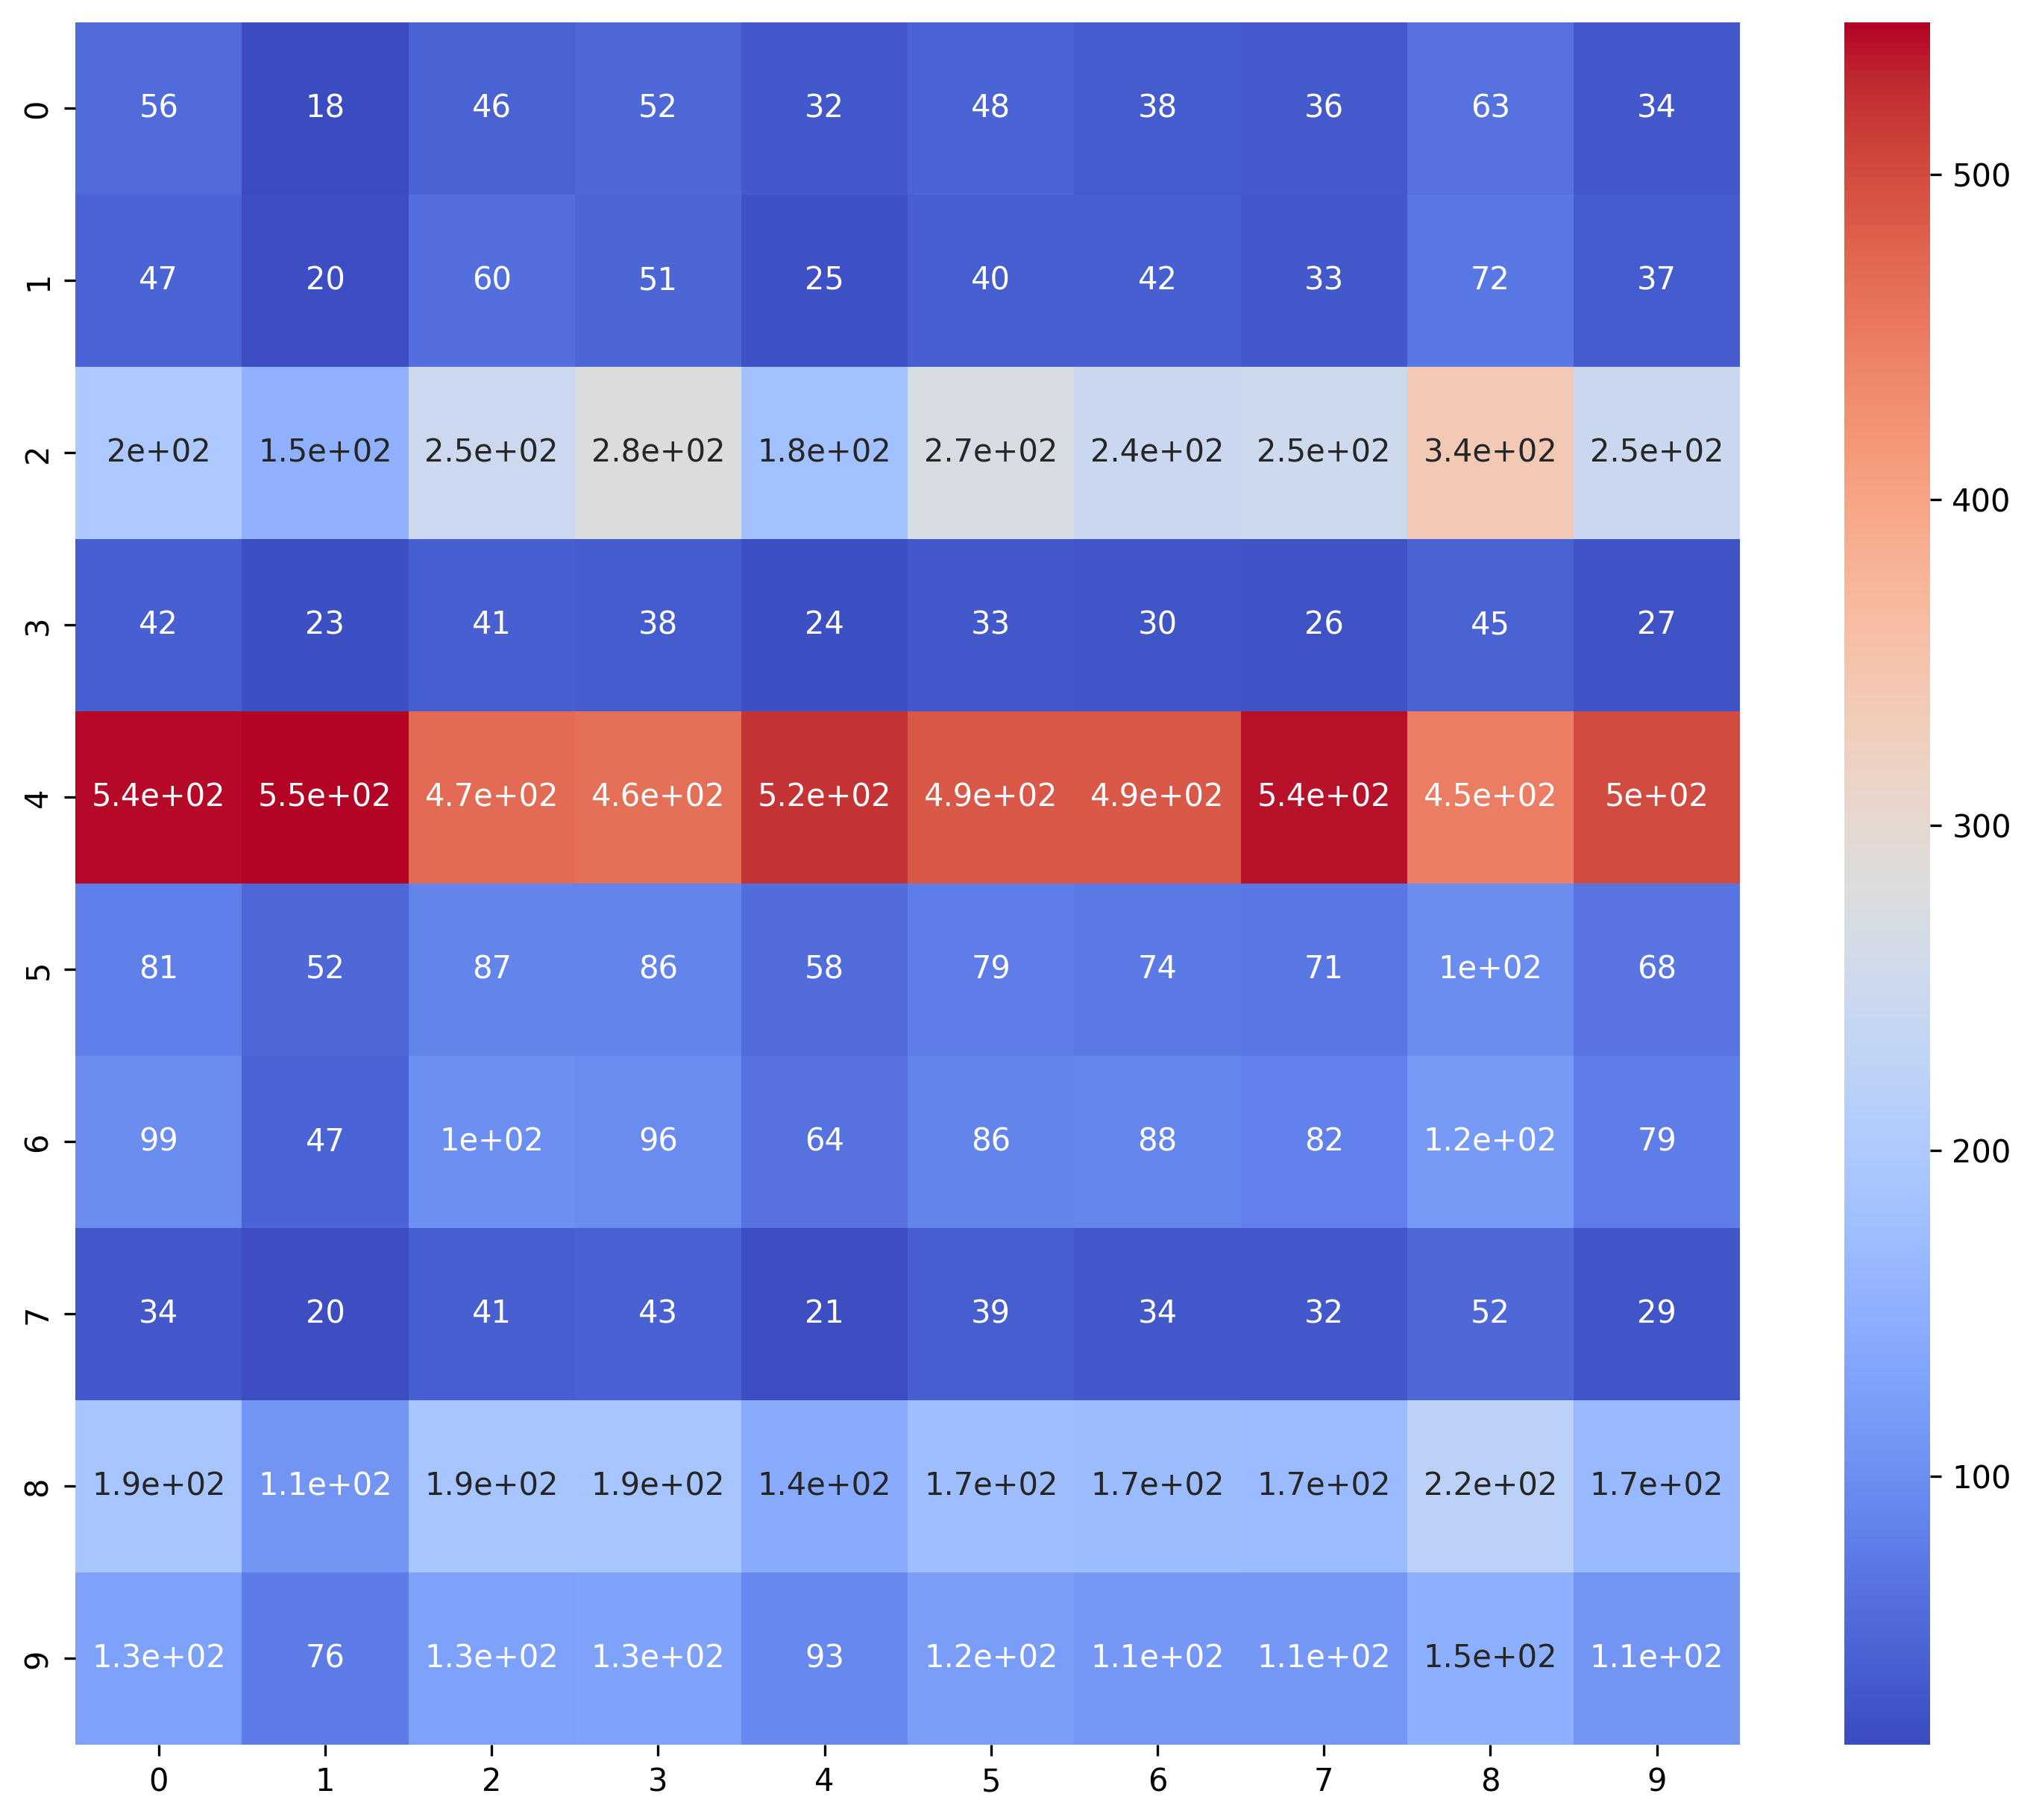 0 56 18 46 52 32 48 38 36 63 34
500
1 47 20 60 51 25 40 42 33 72 37
2 2e+02 1.5e+02 2.5e+02 2.8e+02 1.8e+02 2.7e+02 2.4e+02 2.5e+02 3.4e+02 2.5e+02
400
3 42 23 41 38 24 33 30 26 45 27
4 5.4e+02 5.5e+02 4.7e+02 4.6e+02 5.2e+02 4.9e+02 4.9e+02 5.4e+02 4.5e+02 5e+02
300
5 81 52 87 86 58 79 74 71 1e+02 68
6 99 47 1e+02 96 64 86 88 82 1.2e+02 79
200
7 34 20 41 43 21 39 34 32 52 29
8 1.9e+02 1.1e+02 1.9e+02 1.9e+02 1.4e+02 1.7e+02 1.7e+02 1.7e+02 2.2e+02 1.7e+02
100
9 1.3e+02 76 1.3e+02 1.3e+02 93 1.2e+02 1.1e+02 1.1e+02 1.5e+02 1.1e+02
0 1 2 3 4 5 6 7 8 9